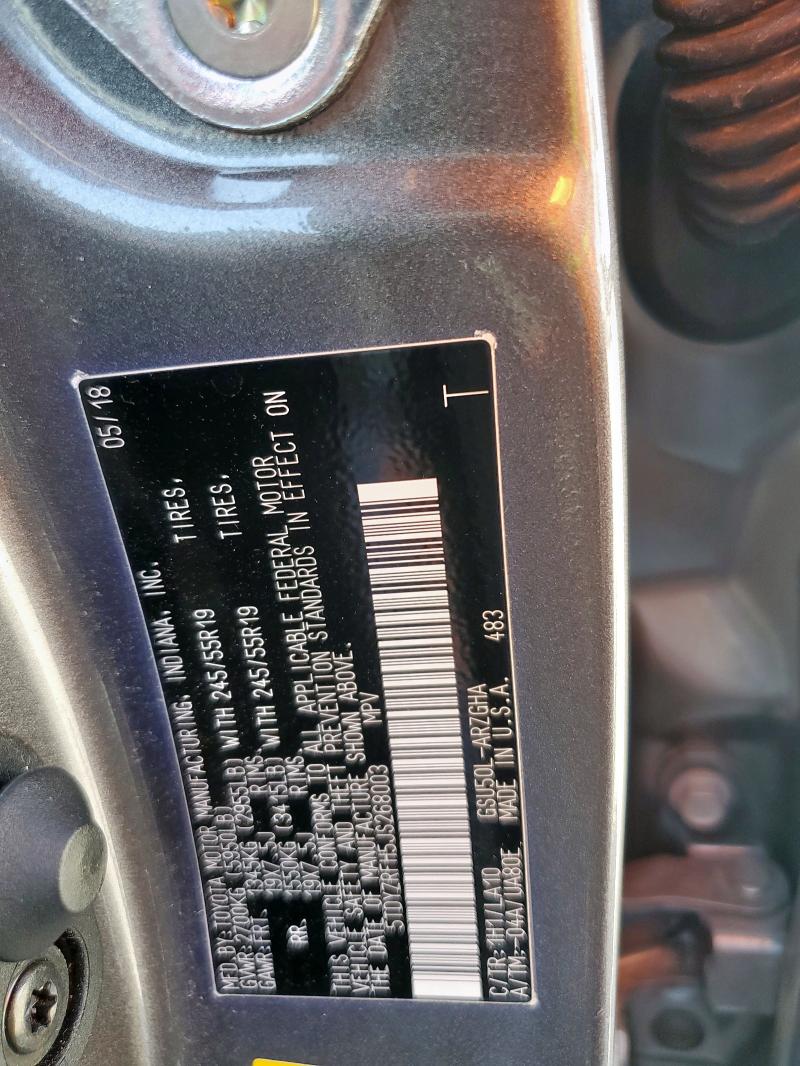 MFD BY: TOYOTA MOTOR MANUFACTURING, INDIANA, INC. 05/18
GVWR: 2700KG (5950LB)
GAWR: FRT. 1345KG (2955LB) WITH 245/55R19 TIRES,
19X7.5J RIMS
RR. 1550KG (3415LB) WITH 245/55R19 TIRES,
19X7.5J RIMS
THIS VEHICLE CONFORMS TO ALL APPLICABLE FEDERAL MOTOR
VEHICLE SAFETY AND THEFT PREVENTION STANDARDS IN EFFECT ON
THE DATE OF MANUFACTURE SHOWN ABOVE.
MPV
C/TR: 1H7/LA10 GSU50L-ARZGHA
A/TM: -04A/UA80E MADE IN U.S.A. 483
T